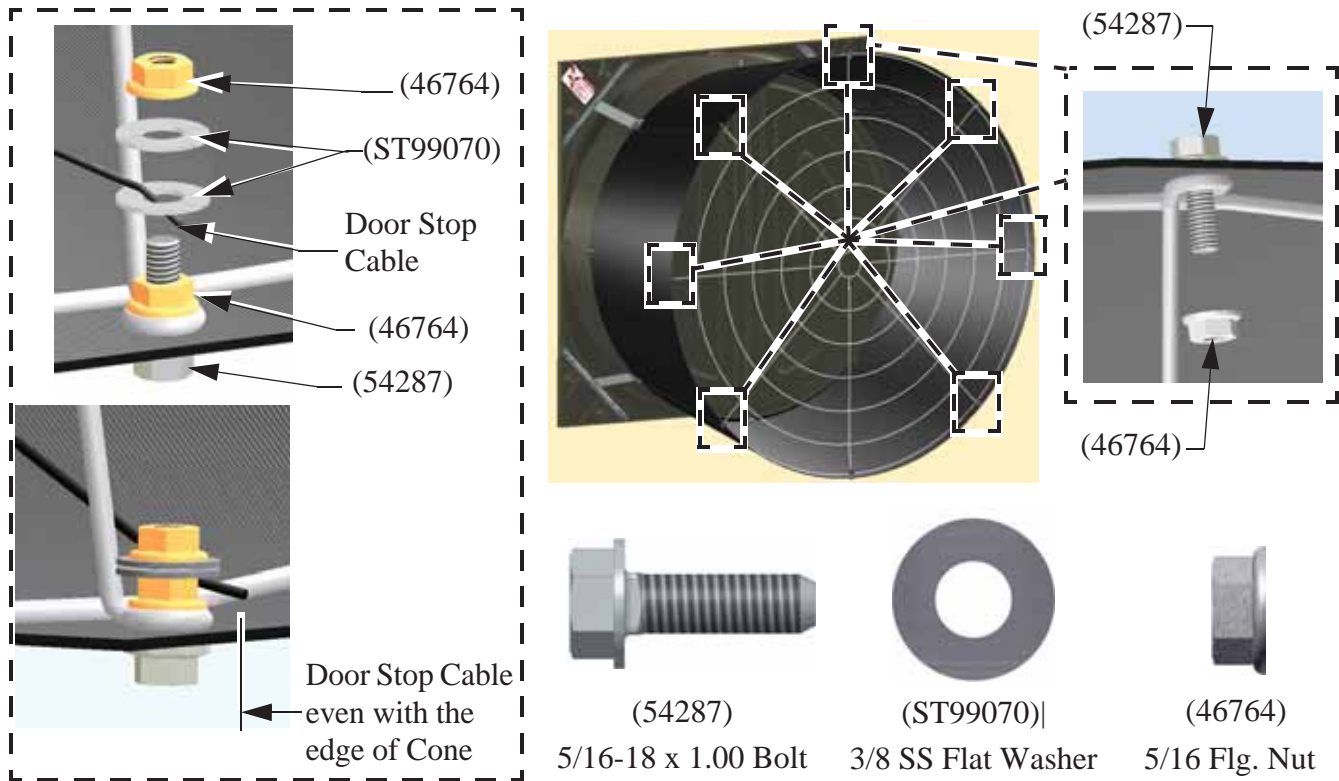 (46764)
(ST99070)
Door Stop
Cable
(46764)
(54287)
Door Stop Cable
even with the
edge of Cone
(54287)
(46764)
(54287)
5/16-18 x 1.00 Bolt
(ST99070)|
3/8 SS Flat Washer
(46764)
5/16 Flg. Nut